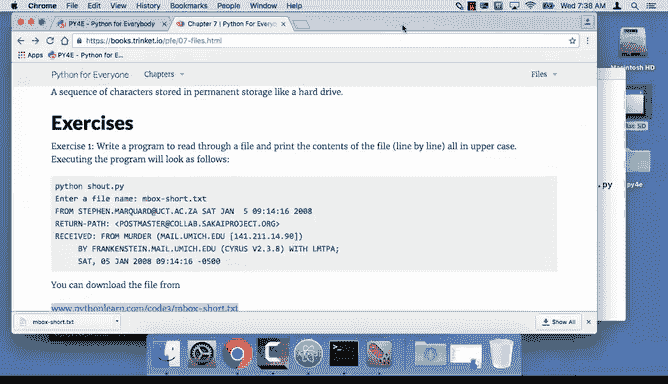 Chrome File Edit View History Bookmarks People Window Help
Wed 7:38 AM
PY4E - Python for Everybody
Chapter 7 | Python For Every
https://books.trinket.io/pfe/07-files.html
Apps PY4E - Python for E...
Python for Everyone Chapters Files
A sequence of characters stored in permanent storage like a hard drive.
Exercises
Exercise 1: Write a program to read through a file and print the contents of the file (line by line) all in upper case.
Executing the program will look as follows:
python shout.py
Enter a file name: mbox-short.txt
FROM STEPHEN.MARQUARD@UCT.AC.ZA SAT JAN  5 09:14:16 2008
RETURN-PATH: <POSTMASTER@COLLAB.SAKAIPROJECT.ORG>
RECEIVED: FROM MURDER (MAIL.UMICH.EDU [141.211.14.90])
BY FRANKENSTEIN.MAIL.UMICH.EDU (CYRUS V2.3.8) WITH LMTPA;
SAT, 05 JAN 2008 09:14:16 -0500
You can download the file from
www.pythonlearn.com/code3/mbox-short.txt
mbox-short.txt
Show All
Macintosh HD
py4e
.py